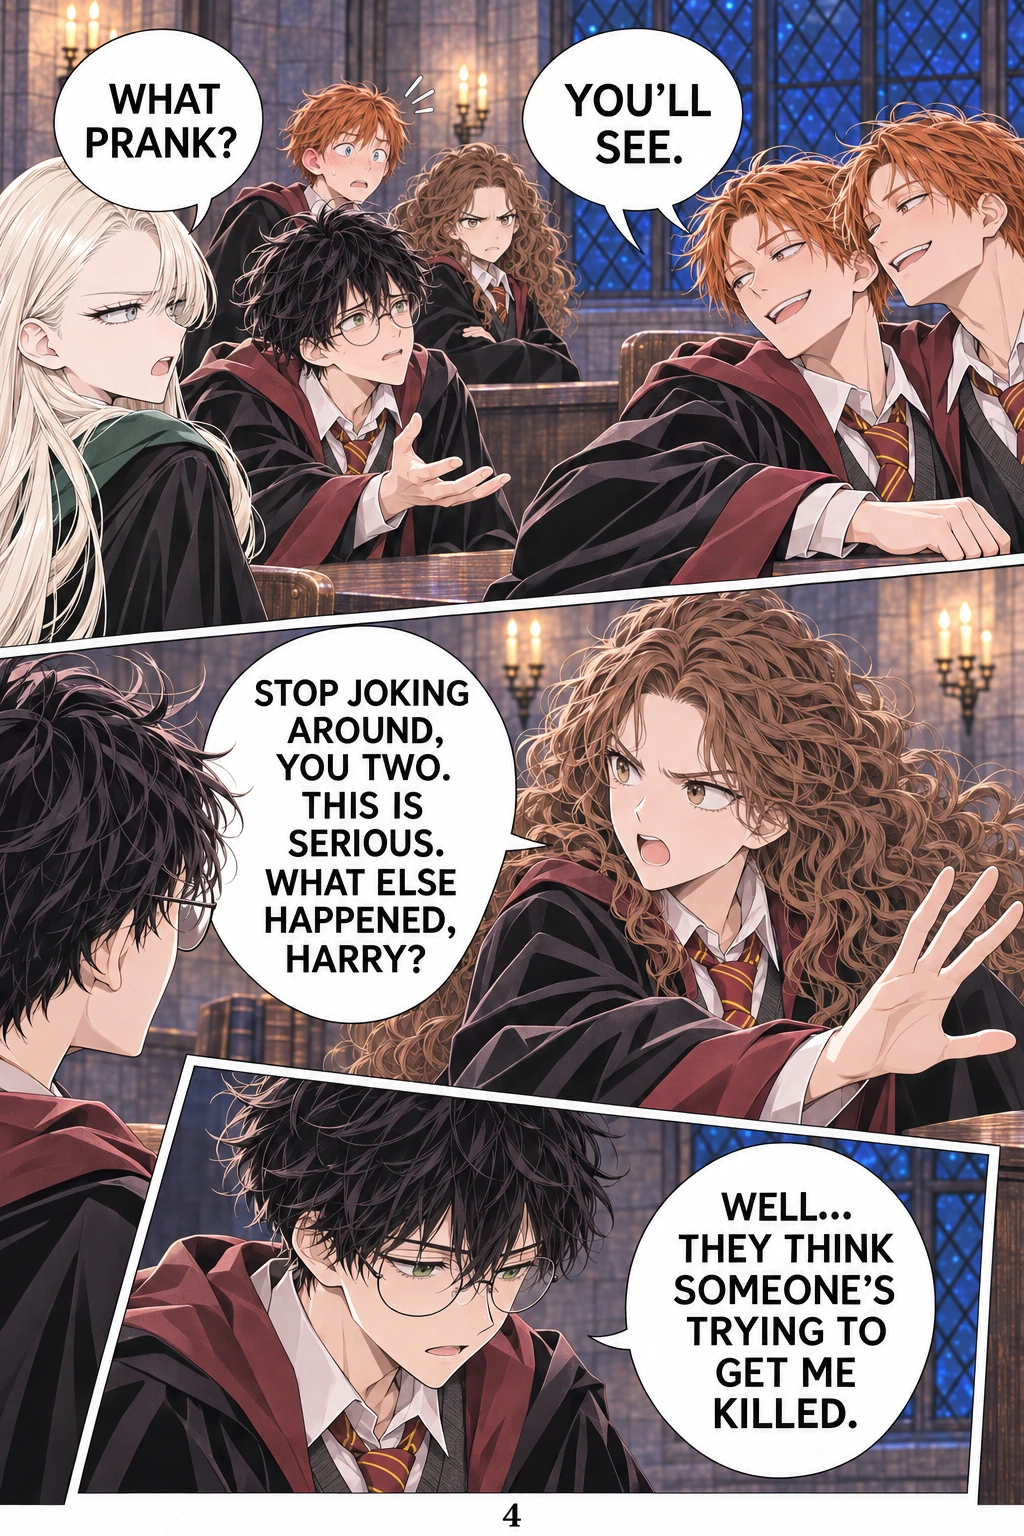 WHAT
PRANK?
YOU'LL
SEE.
STOP JOKING
AROUND,
YOU TWO.
THIS IS
SERIOUS.
WHAT ELSE
HAPPENED,
HARRY?
WELL...
THEY THINK
SOMEONE'S
TRYING TO
GET ME
KILLED.
4